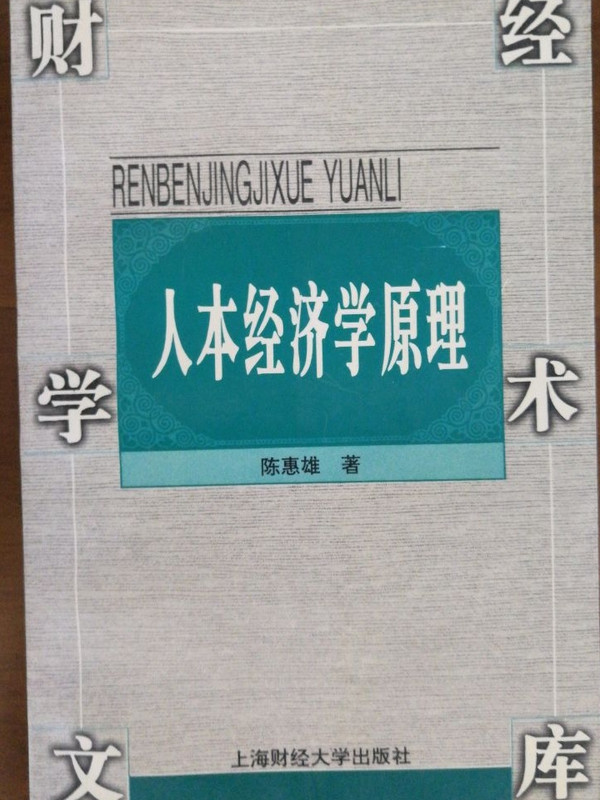 财经
RENBENJINGJIXUE YUANLI
人本经济学原理
陈惠雄 著
学术
上海财经大学出版社
文库